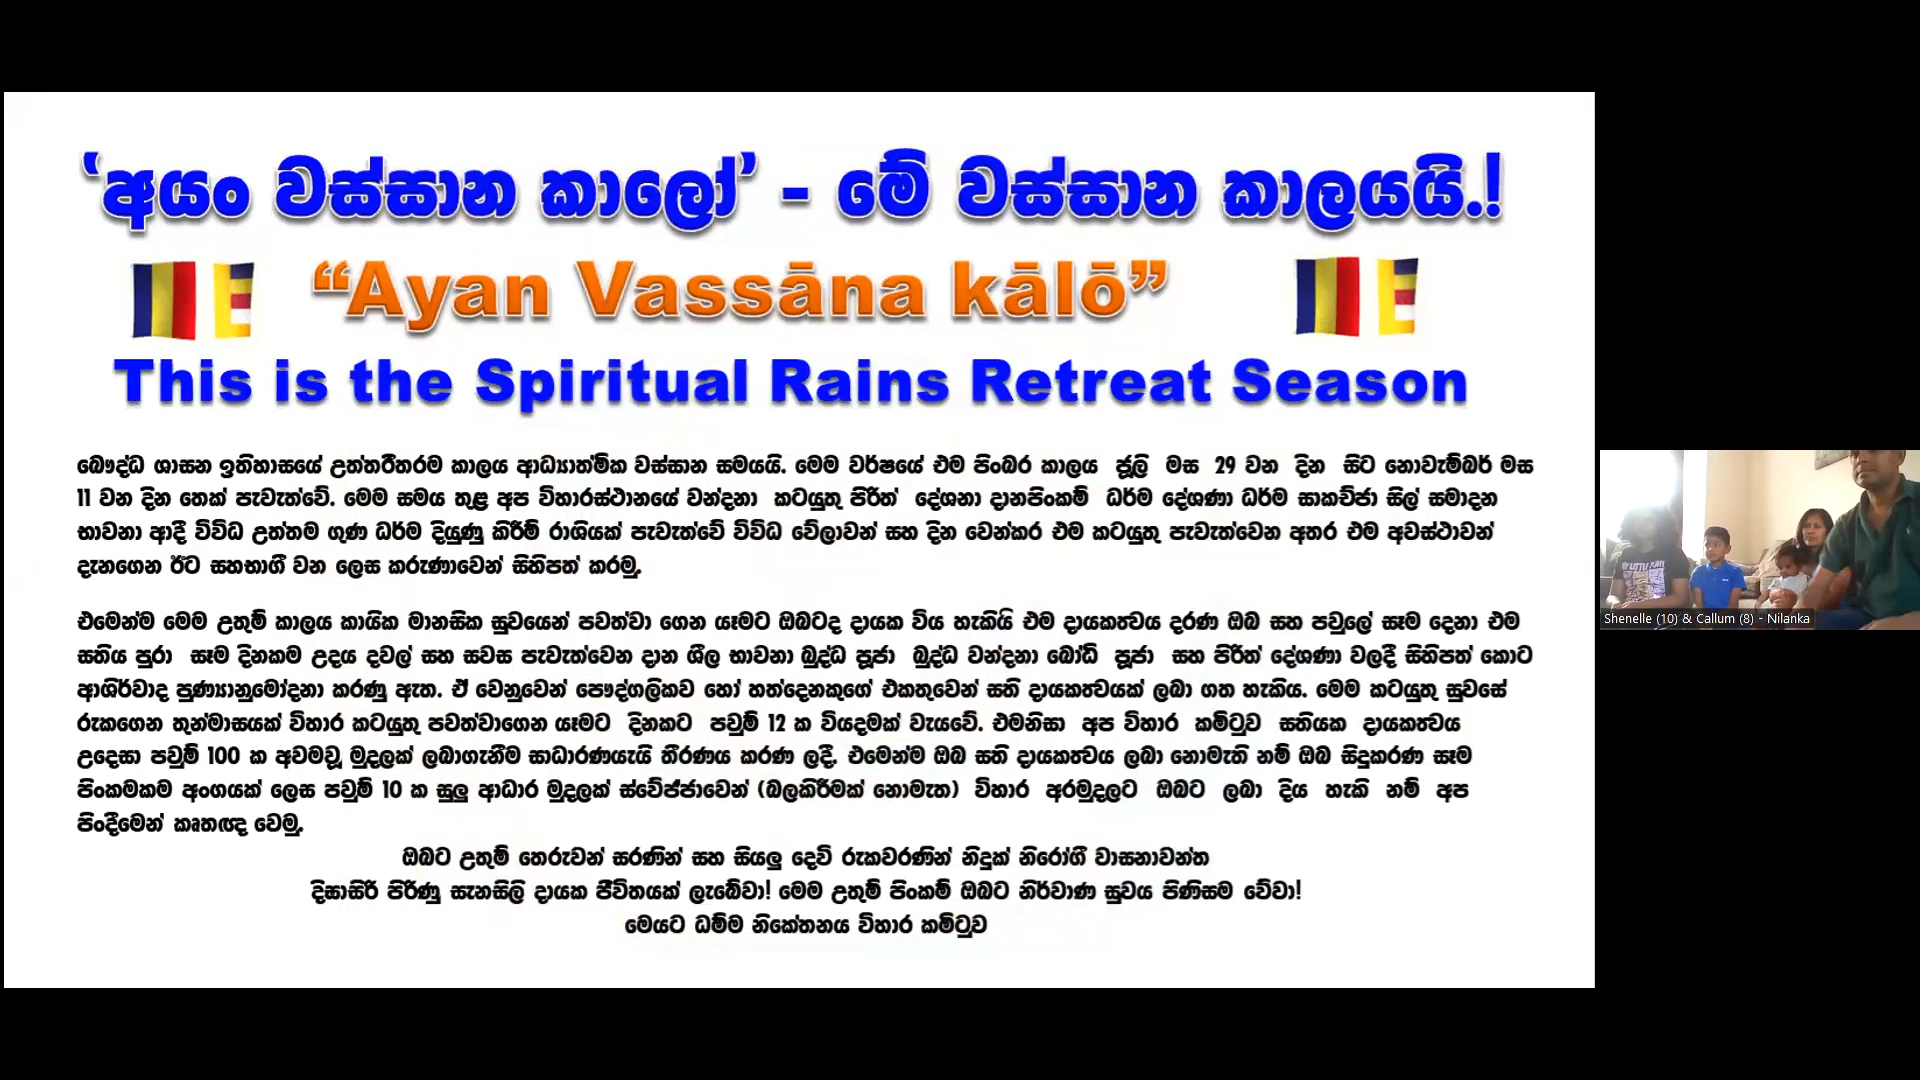 ‘අයං වස්සාන කාලෝ’ - මේ වස්සාන කාලයයි.!
“Ayan Vassāna kālō”
This is the Spiritual Rains Retreat Season
බෞද්ධ ශාසන ඉතිහාසයේ උත්තරීතරම කාලය ආධ්‍යාත්මික වස්සාන සමයයි. මෙම වර්ෂයේ එම පිංබර කාලය ජූලි මස 29 වන දින සිට නොවැම්බර් මස
11 වන දින තෙක් පැවැත්වේ. මෙම සමය තුළ අප විහාරස්ථානයේ වන්දනා කටයුතු පිරිත් දේශනා දානපිංකම් ධර්ම දේශණා ධර්ම සාකච්ජා සිල් සමාදන
භාවනා ආදී විවිධ උත්තම ගුණ ධර්ම දියුණු කිරීම් රාශියක් පැවැත්වේ විවිධ වේලාවන් සහ දින වෙන්කර එම කටයුතු පැවැත්වෙන අතර එම අවස්ථාවන්
දැනගෙන ඊට සහභාගී වන ලෙස කරුණාවෙන් සිහිපත් කරමු.
එමෙන්ම මෙම උතුම් කාලය කායික මානසික සුවයෙන් පවත්වා ගෙන යෑමට ඔබටද දායක විය හැකියි එම දායකත්වය දරණ ඔබ සහ පවුලේ සෑම දෙනා එම
සතිය පුරා සෑම දිනකම උදය දවල් සහ සවස පැවැත්වෙන දාන ශීල භාවනා බුද්ධ පූජා බුද්ධ වන්දනා බෝධි පූජා සහ පිරිත් දේශණා වලදී සිහිපත් කොට
ආශිර්වාද පුණ්‍යානුමෝදනා කරණු ඇත. ඒ වෙනුවෙන් පෞද්ගලිකව හෝ හත්දෙනකුගේ එකතුවෙන් සති දායකත්වයක් ලබා ගත හැකිය. මෙම කටයුතු සුවසේ
රුකගෙන තුන්මාසයක් විහාර කටයුතු පවත්වාගෙන යෑමට දිනකට පවුම් 12 ක වියදමක් වැයවේ. එමනිසා අප විහාර කමිටුව සතියක දායකත්වය
උදෙසා පවුම් 100 ක අවමවූ මුදලක් ලබාගැනීම සාධාරණයැයි තීරණය කරණ ලදී. එමෙන්ම ඔබ සති දායකත්වය ලබා නොමැති නම් ඔබ සිදුකරණ සෑම
පිංකමකම අංගයක් ලෙස පවුම් 10 ක සුලු ආධාර මුදලක් ස්වේප්ජාවෙන් (බලකිරීමක් නොමැත) විහාර අරමුදලට ඔබට ලබා දිය හැකි නම් අප
පිංදීමෙන් කෘතඥ වෙමු.
ඔබට උතුම් තෙරුවන් සරණින් සහ සියලු දෙවි රුකවරණින් නිදුක් නිරෝගී වාසනාවන්ත
දිසාසිරි පිරිණු සැනසිලි දායක ජීවිතයක් ලැබේවා! මෙම උතුම් පිංකම් ඔබට නිර්වාණ සුවය පිණිසම වේවා!
මෙයට ධම්ම නිකේතනය විහාර කමිටුව
Shenelle (10) & Callum (8) - Nilanka